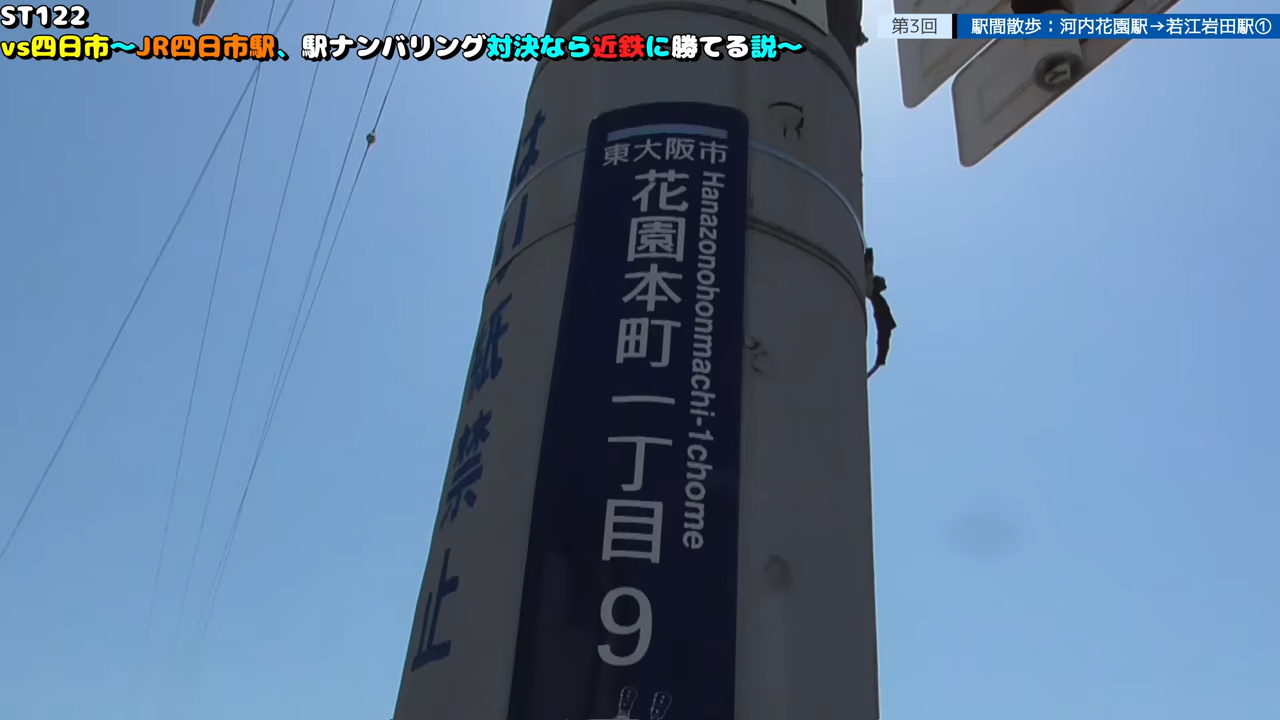 ST122
vs四日市〜JR四日市駅、駅ナンバリング対決なら近鉄に勝てる説〜
第3回
駅間散歩：河内花園駅→若江岩田駅①
はり紙禁止
東大阪市
花園本町一丁目9
Hanazonohonmachi-1chome